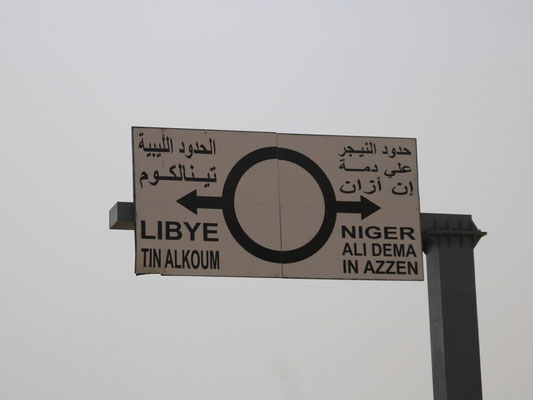 الحدود الليبية
تينالكوم
LIBYE
TIN ALKOUM
حدود النيجر
علي دمة
إن أزان
NIGER
ALI DEMA
IN AZZEN